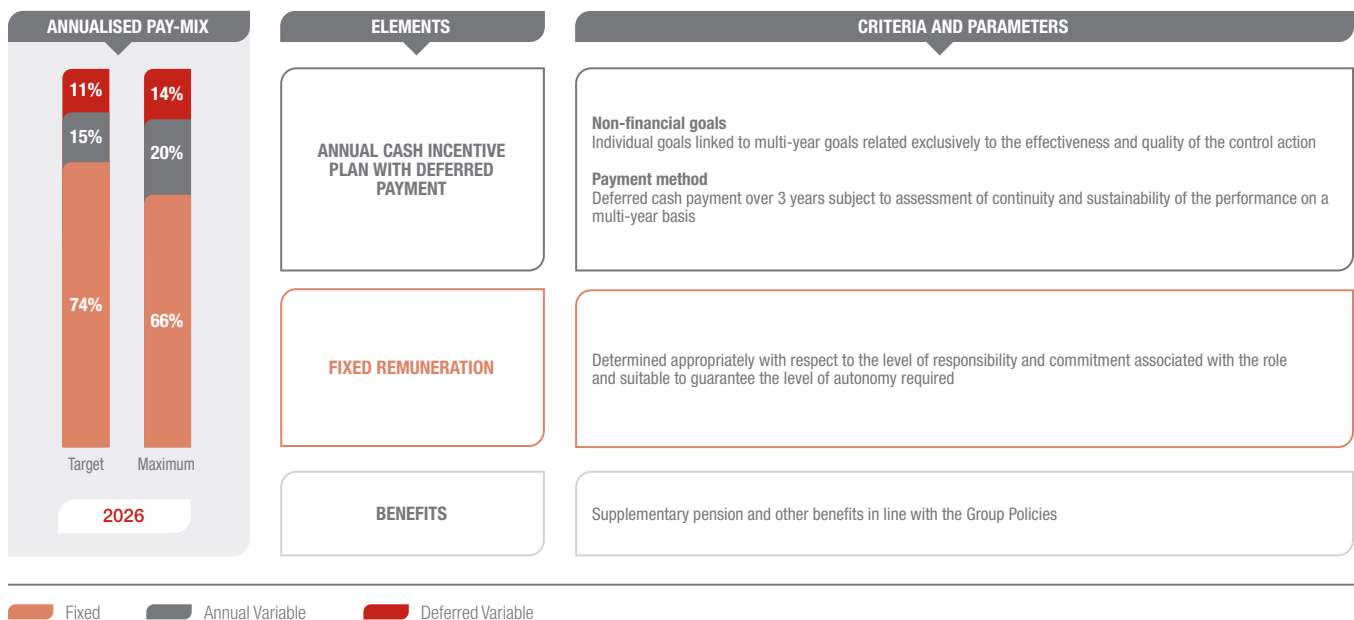 ANNUALISED PAY-MIX
11%
15%
74%
14%
20%
66%
Target
Maximum
2026
ELEMENTS
CRITERIA AND PARAMETERS
ANNUAL CASH INCENTIVE
PLAN WITH DEFERRED
PAYMENT
Non-financial goals
Individual goals linked to multi-year goals related exclusively to the effectiveness and quality of the control action
Payment method
Deferred cash payment over 3 years subject to assessment of continuity and sustainability of the performance on a
multi-year basis
FIXED REMUNERATION
Determined appropriately with respect to the level of responsibility and commitment associated with the role
and suitable to guarantee the level of autonomy required
BENEFITS
Supplementary pension and other benefits in line with the Group Policies
Fixed
Annual Variable
Deferred Variable